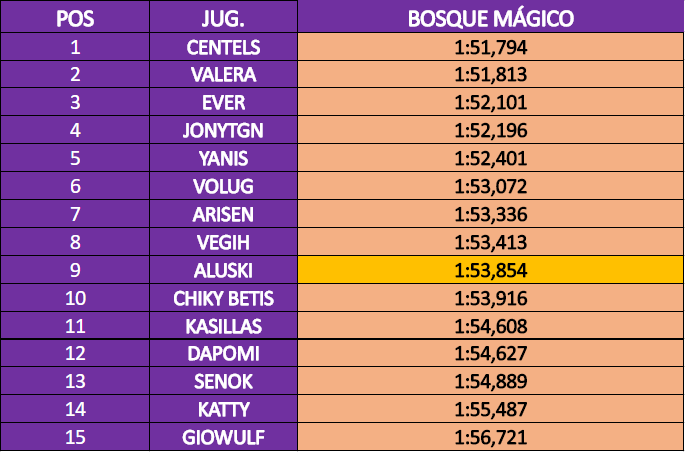 POS JUG. BOSQUE MÁGICO
1 CENTELS 1:51,794
2 VALERA 1:51,813
3 EVER 1:52,101
4 JONYTGN 1:52,196
5 YANIS 1:52,401
6 VOLUG 1:53,072
7 ARISEN 1:53,336
8 VEGIH 1:53,413
9 ALUSKI 1:53,854
10 CHIKY BETIS 1:53,916
11 KASILLAS 1:54,608
12 DAPOMI 1:54,627
13 SENOK 1:54,889
14 KATTY 1:55,487
15 GIOWULF 1:56,721